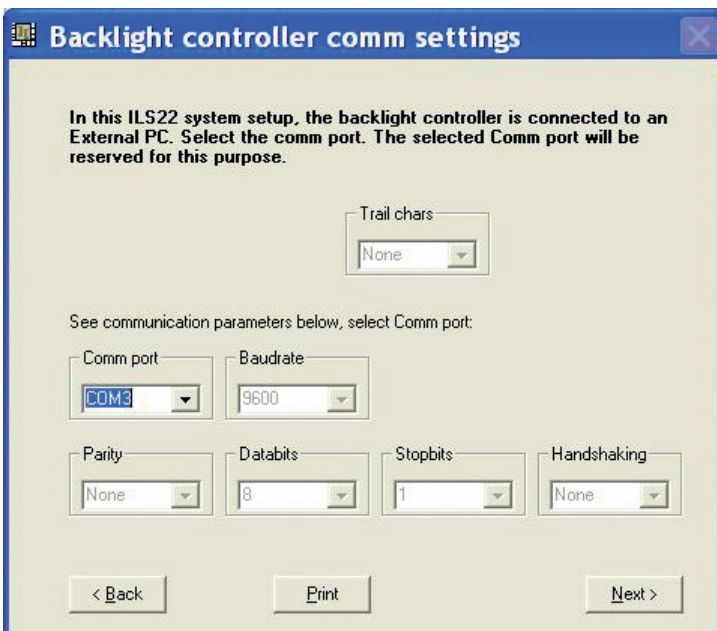 Backlight controller comm settings
In this ILS22 system setup, the backlight controller is connected to an
External PC. Select the comm port. The selected Comm port will be
reserved for this purpose.
Trail chars
None
See communication parameters below, select Comm port:
Comm port Baudrate
COM3 9600
Parity Databits Stopbits Handshaking
None 8 1 None
< Back Print Next >